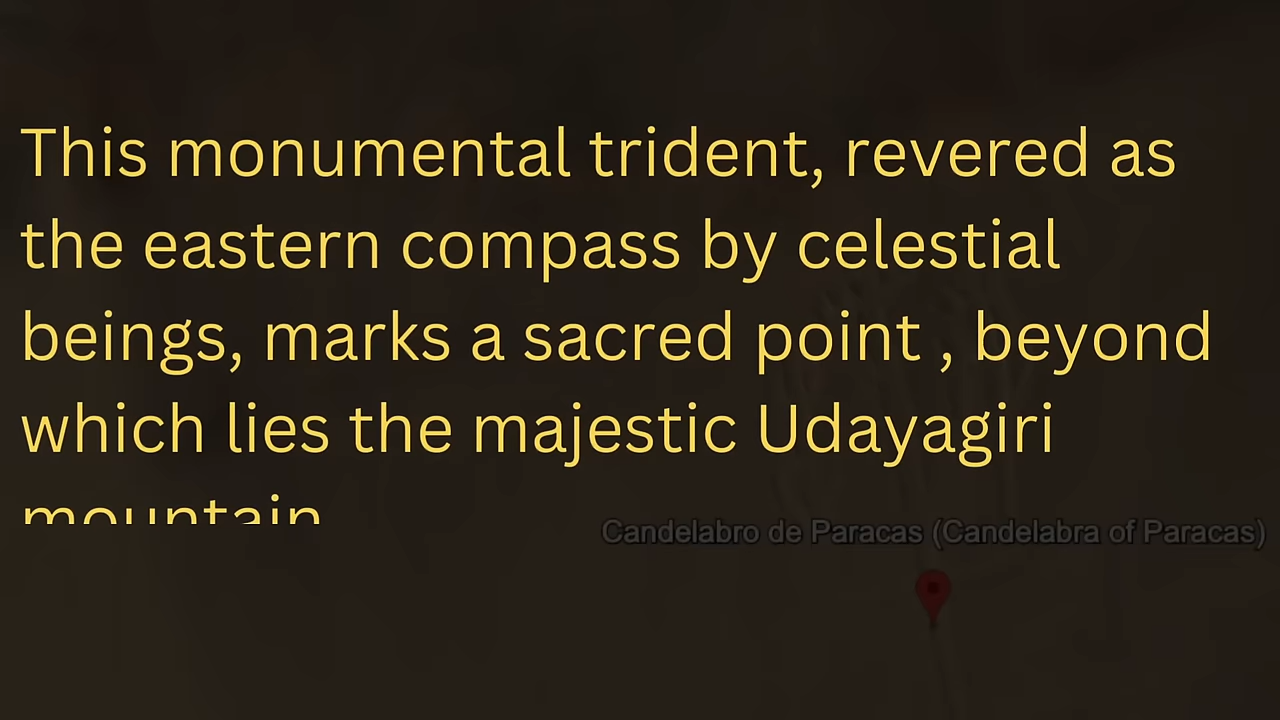 This monumental trident, revered as
the eastern compass by celestial
beings, marks a sacred point , beyond
which lies the majestic Udayagiri
mountain
Candelabro de Paracas (Candelabra of Paracas)